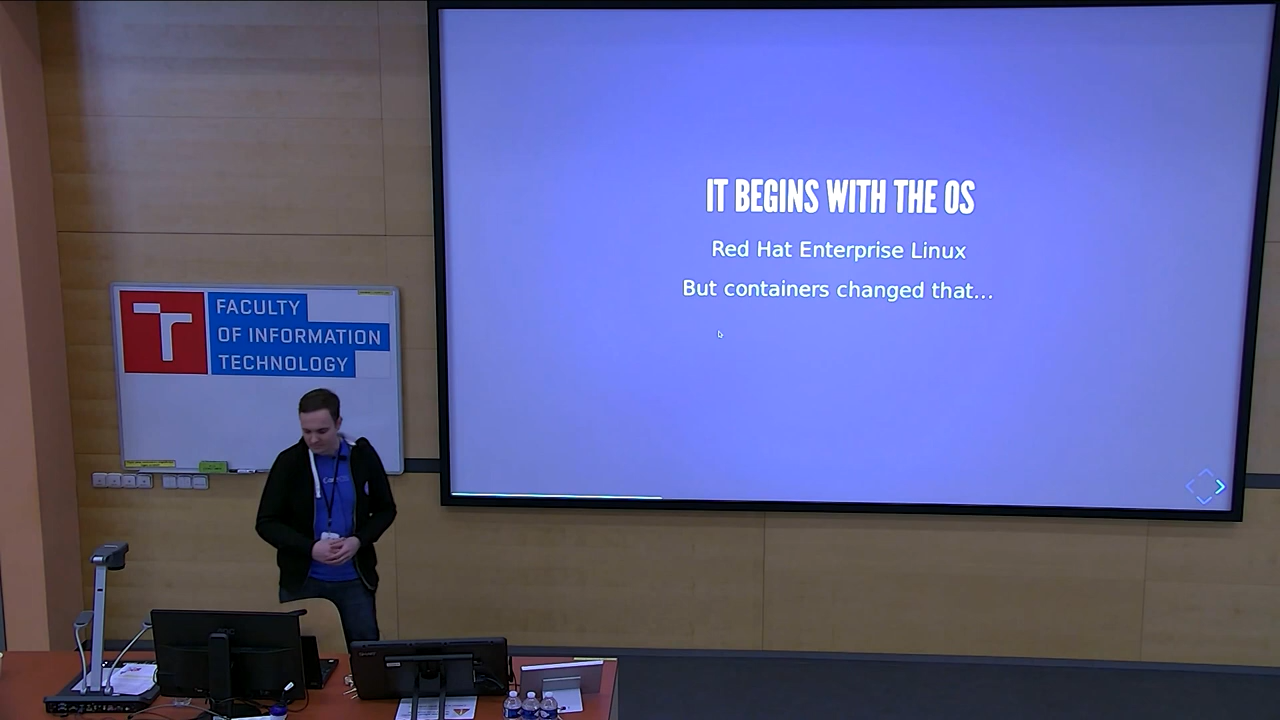 IT BEGINS WITH THE OS
Red Hat Enterprise Linux
But containers changed that...
FACULTY
OF INFORMATION
TECHNOLOGY